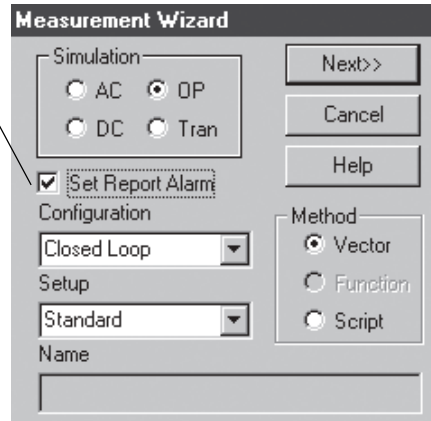 Measurement Wizard
Simulation
AC OP
DC Tran
Next>>
Cancel
Help
Set Report Alarm
Configuration
Closed Loop
Setup
Standard
Name
Method
Vector
Function
Script